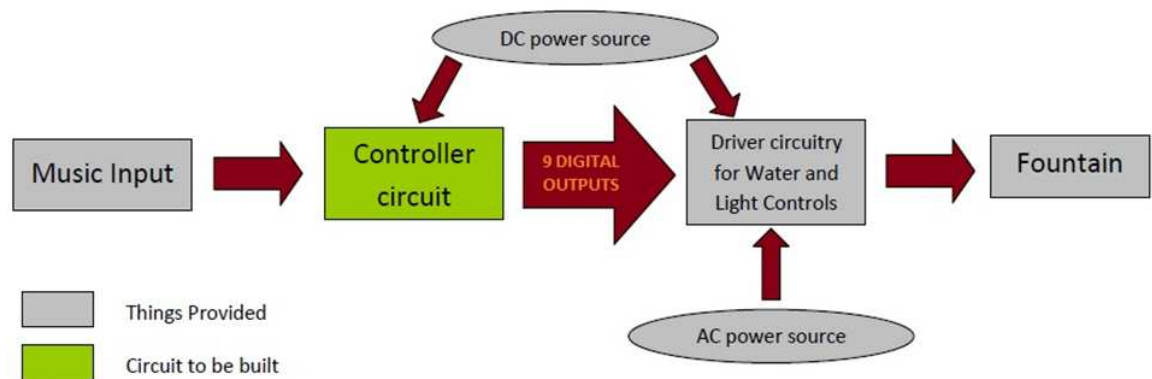 DC power source
Music Input
Controller
circuit
9 DIGITAL
OUTPUTS
Driver circuitry
for Water and
Light Controls
Fountain
Things Provided
AC power source
Circuit to be built